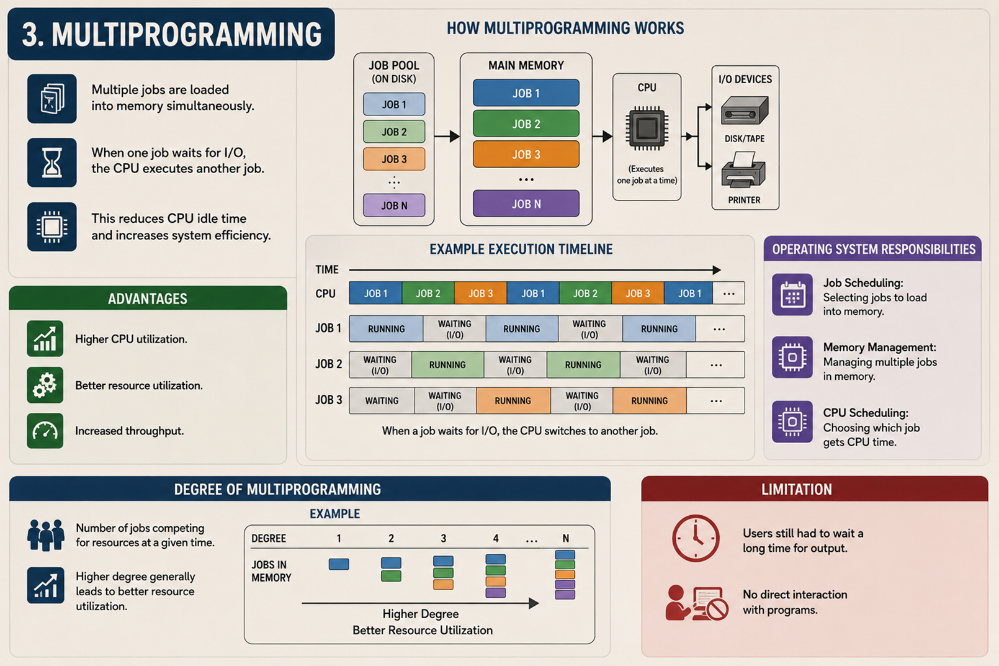 3. MULTIPROGRAMMING
Multiple jobs are loaded
into memory simultaneously.
When one job waits for I/O,
the CPU executes another job.
This reduces CPU idle time
and increases system efficiency.
HOW MULTIPROGRAMMING WORKS
JOB POOL
(ON DISK)
JOB 1
JOB 2
JOB 3
JOB N
MAIN MEMORY
JOB 1
JOB 2
JOB 3
...
JOB N
CPU
(Executes
one job at a time)
I/O DEVICES
DISK/TAPE
PRINTER
ADVANTAGES
Higher CPU utilization.
Better resource utilization.
Increased throughput.
EXAMPLE EXECUTION TIMELINE
TIME
CPU JOB 1 JOB 2 JOB 3 JOB 1 JOB 2 JOB 3 JOB 1 ...
JOB 1 RUNNING WAITING (I/O) RUNNING WAITING (I/O) RUNNING ...
JOB 2 WAITING (I/O) RUNNING WAITING (I/O) RUNNING WAITING (I/O) ...
JOB 3 WAITING WAITING (I/O) RUNNING WAITING (I/O) RUNNING ...
When a job waits for I/O, the CPU switches to another job.
OPERATING SYSTEM RESPONSIBILITIES
Job Scheduling:
Selecting jobs to load
into memory.
Memory Management:
Managing multiple jobs
in memory.
CPU Scheduling:
Choosing which job
gets CPU time.
DEGREE OF MULTIPROGRAMMING
Number of jobs competing
for resources at a given time.
Higher degree generally
leads to better resource
utilization.
EXAMPLE
DEGREE 1 2 3 4 ... N
JOBS IN
MEMORY
Higher Degree
Better Resource Utilization
LIMITATION
Users still had to wait a
long time for output.
No direct interaction
with programs.